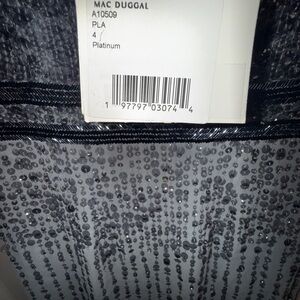 MAC DUGGAL
A10509
PLA
4
Platinum
1 97797 03074 4